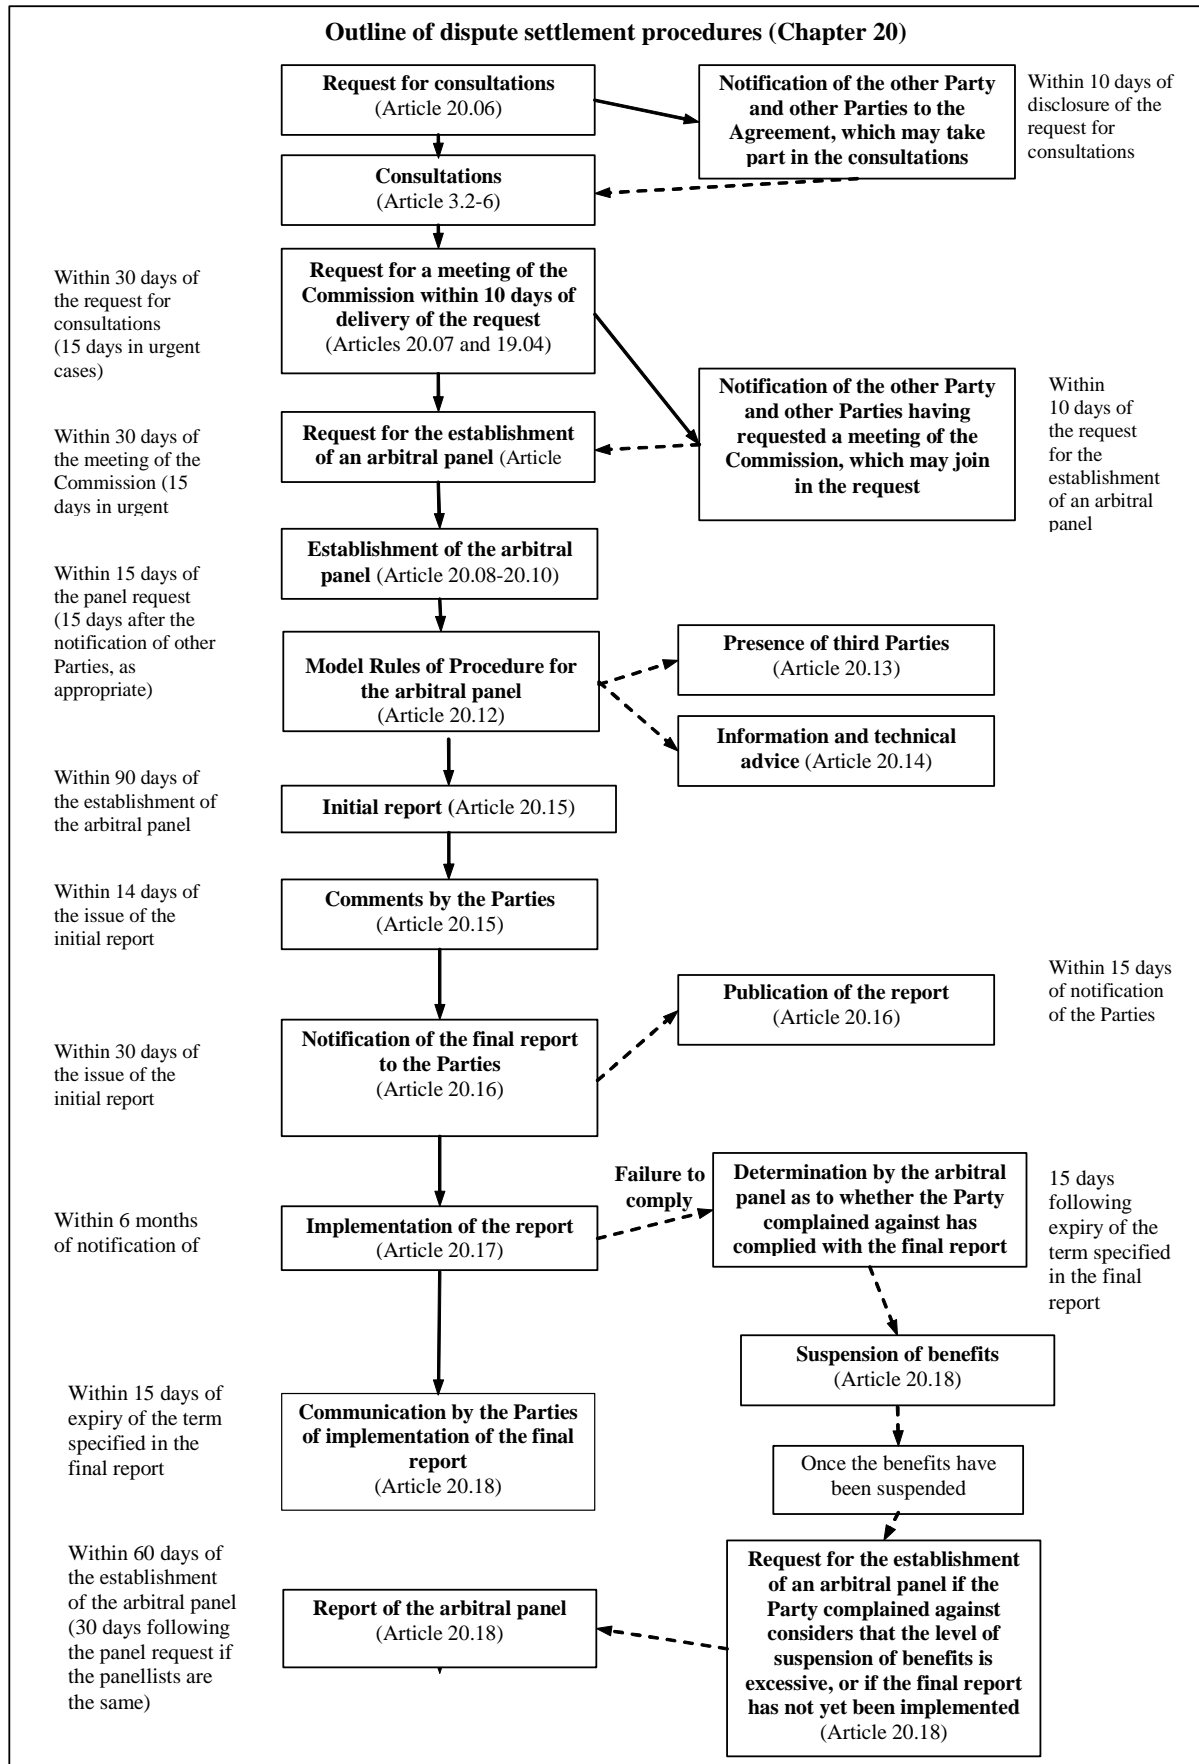 Outline of dispute settlement procedures (Chapter 20)
Request for consultations
(Article 20.06)
Notification of the other Party
and other Parties to the
Agreement, which may take
part in the consultations
Within 10 days of
disclosure of the
request for
consultations
Consultations
(Article 3.2-6)
Within 30 days of
the request for
consultations
(15 days in urgent
cases)
Request for a meeting of the
Commission within 10 days of
delivery of the request
(Articles 20.07 and 19.04)
Notification of the other Party
and other Parties having
requested a meeting of the
Commission, which may join
in the request
Within
10 days of
the request
for the
establishment
of an arbitral
panel
Within 30 days of
the meeting of the
Commission (15
days in urgent
Request for the establishment
of an arbitral panel (Article
Establishment of the arbitral
panel (Article 20.08-20.10)
Within 15 days of
the panel request
(15 days after the
notification of other
Parties, as
appropriate)
Model Rules of Procedure for
the arbitral panel
(Article 20.12)
Presence of third Parties
(Article 20.13)
Information and technical
advice (Article 20.14)
Within 90 days of
the establishment of
the arbitral panel
Initial report (Article 20.15)
Within 14 days of
the issue of the
initial report
Comments by the Parties
(Article 20.15)
Publication of the report
(Article 20.16)
Within 15 days
of notification
of the Parties
Within 30 days of
the issue of the
initial report
Notification of the final report
to the Parties
(Article 20.16)
Failure to
comply
Determination by the arbitral
panel as to whether the Party
complained against has
complied with the final report
15 days
following
expiry of the
term specified
in the final
report
Within 6 months
of notification of
Implementation of the report
(Article 20.17)
Suspension of benefits
(Article 20.18)
Within 15 days of
expiry of the term
specified in the
final report
Communication by the Parties
of implementation of the final
report
(Article 20.18)
Once the benefits have
been suspended
Within 60 days of
the establishment
of the arbitral panel
(30 days following
the panel request if
the panellists are
the same)
Report of the arbitral panel
(Article 20.18)
Request for the establishment
of an arbitral panel if the
Party complained against
considers that the level of
suspension of benefits is
excessive, or if the final report
has not yet been implemented
(Article 20.18)